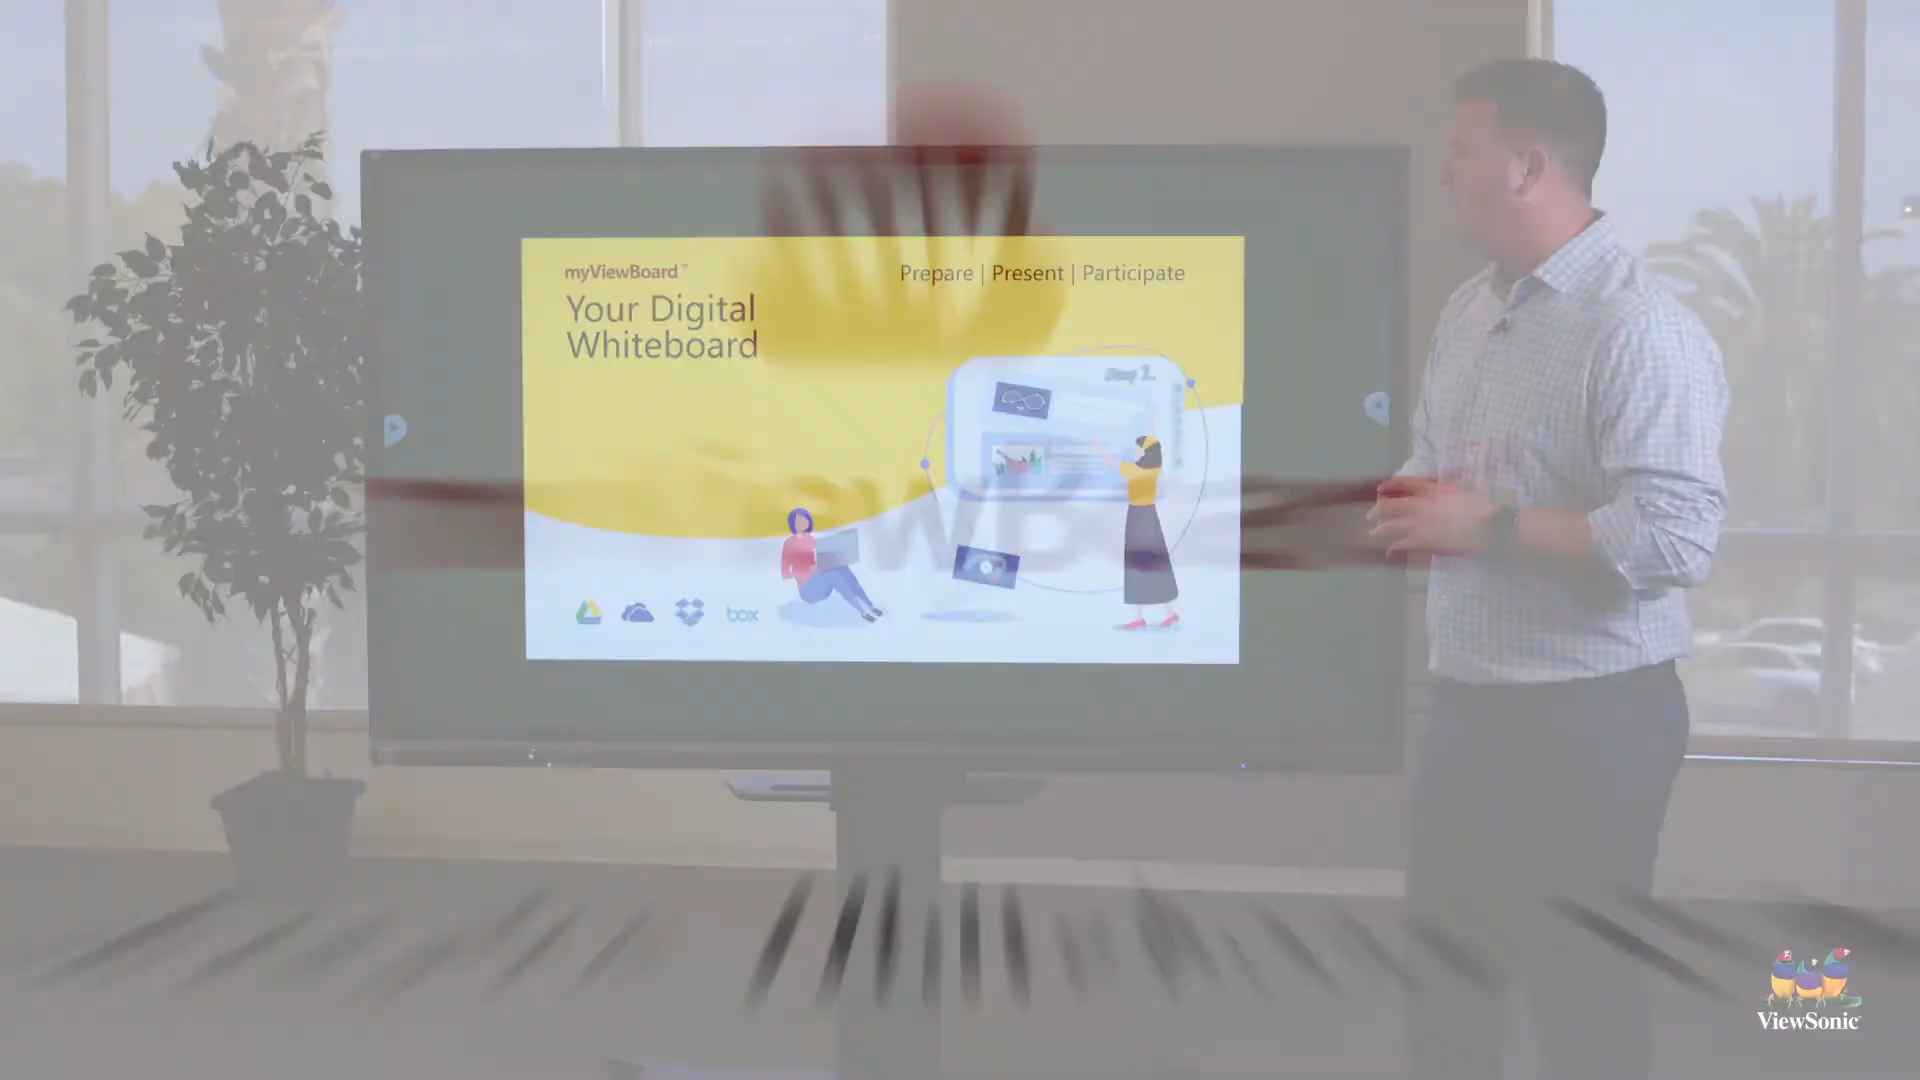 myViewBoard™
Prepare | Present | Participate
Your Digital
Whiteboard
box
ViewSonic